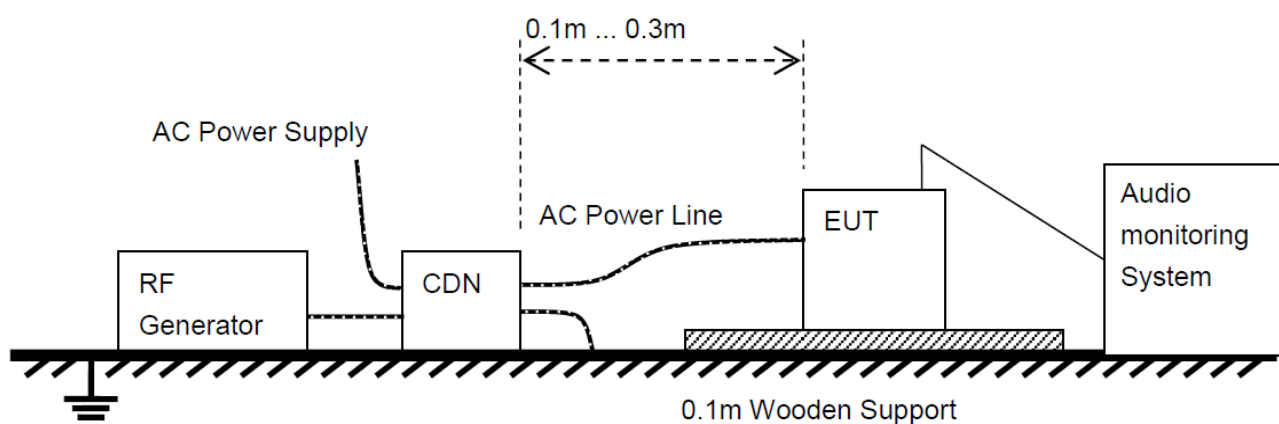 0.1m ... 0.3m
AC Power Supply
AC Power Line
EUT
Audio
monitoring
System
RF
Generator
CDN
0.1m Wooden Support